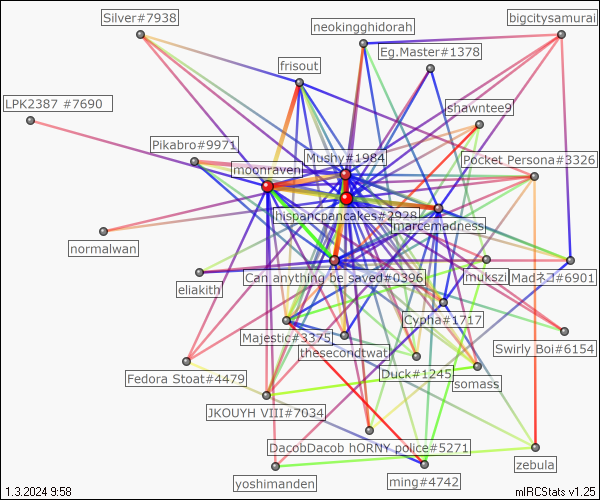 Silver#7938
neokingghidorah
bigcitysamurai
Eg.Master#1378
frisout
LPK2387 #7690
shawntee9
Pikabro#9971
Mushy#1984
Pocket Persona#3326
moonraven
hispancpancakes#2928
marcemadness
normalwan
Can anything be saved#0396
mukszi
Madネコ#6901
eliakith
Cypha#1717
Majestic#3375
thesecondtwat
Swirly Boi#6154
Fedora Stoat#4479
Duck#1245
somass
JKOUYH VIII#7034
DacobDacob hORNY police#5271
zebula
yoshimanden
ming#4742
1.3.2024 9:58
mIRCStats v1.25